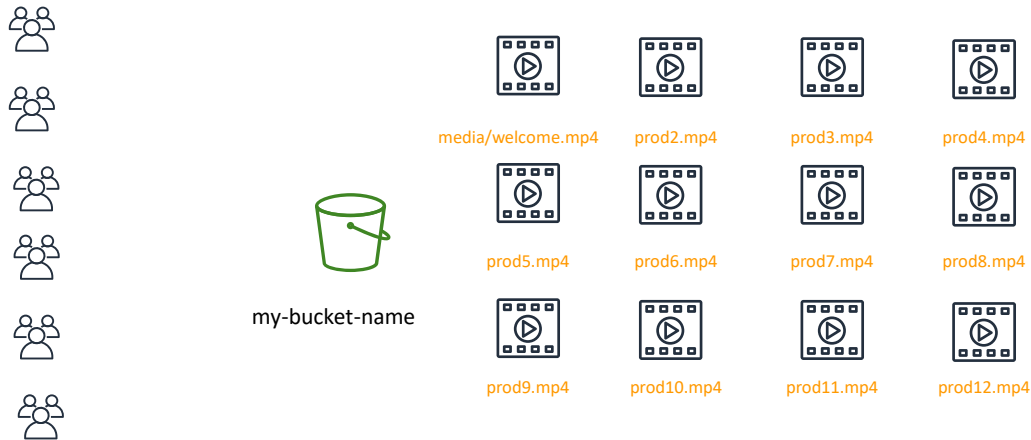 media/welcome.mp4
prod2.mp4
prod3.mp4
prod4.mp4
prod5.mp4
prod6.mp4
prod7.mp4
prod8.mp4
my-bucket-name
prod9.mp4
prod10.mp4
prod11.mp4
prod12.mp4